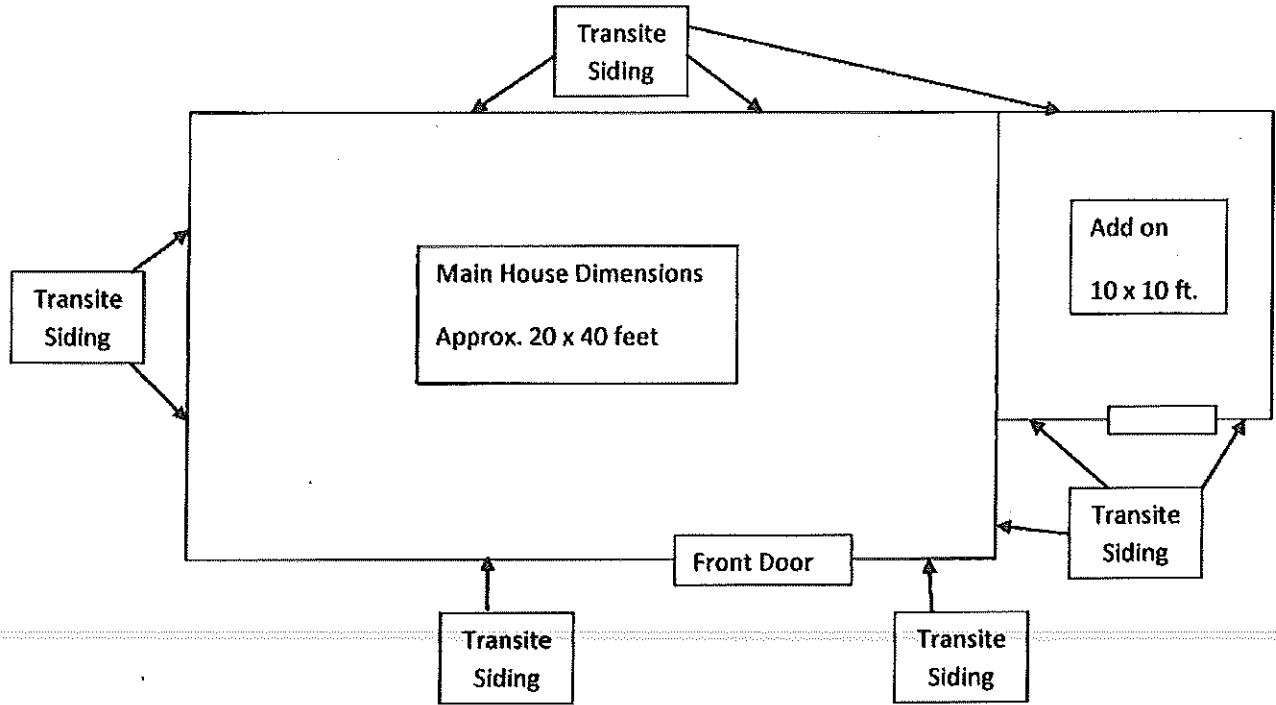 Transite
Siding
Add on
10 x 10 ft.
Main House Dimensions
Approx. 20 x 40 feet
Transite
Siding
Transite
Siding
Front Door
Transite
Siding
Transite
Siding